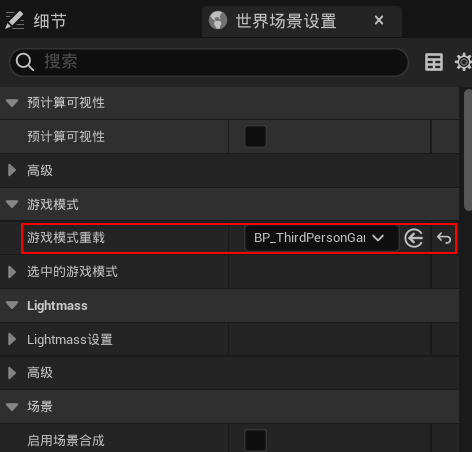 细节 世界场景设置
搜索
预计算可视性
预计算可视性
高级
游戏模式
游戏模式重载 BP_ThirdPersonGa
选中的游戏模式
Lightmass
Lightmass设置
高级
场景
启用场景合成